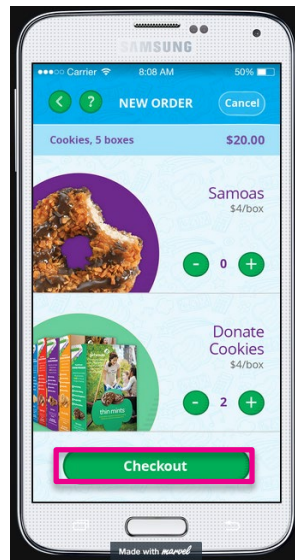 SAMSUNG
Carrier 8:08 AM 50%
? NEW ORDER Cancel
Cookies, 5 boxes $20.00
Samoas
$4/box
- 0 +
Donate
Cookies
$4/box
thin mints
- 2 +
Checkout
Made with marvel